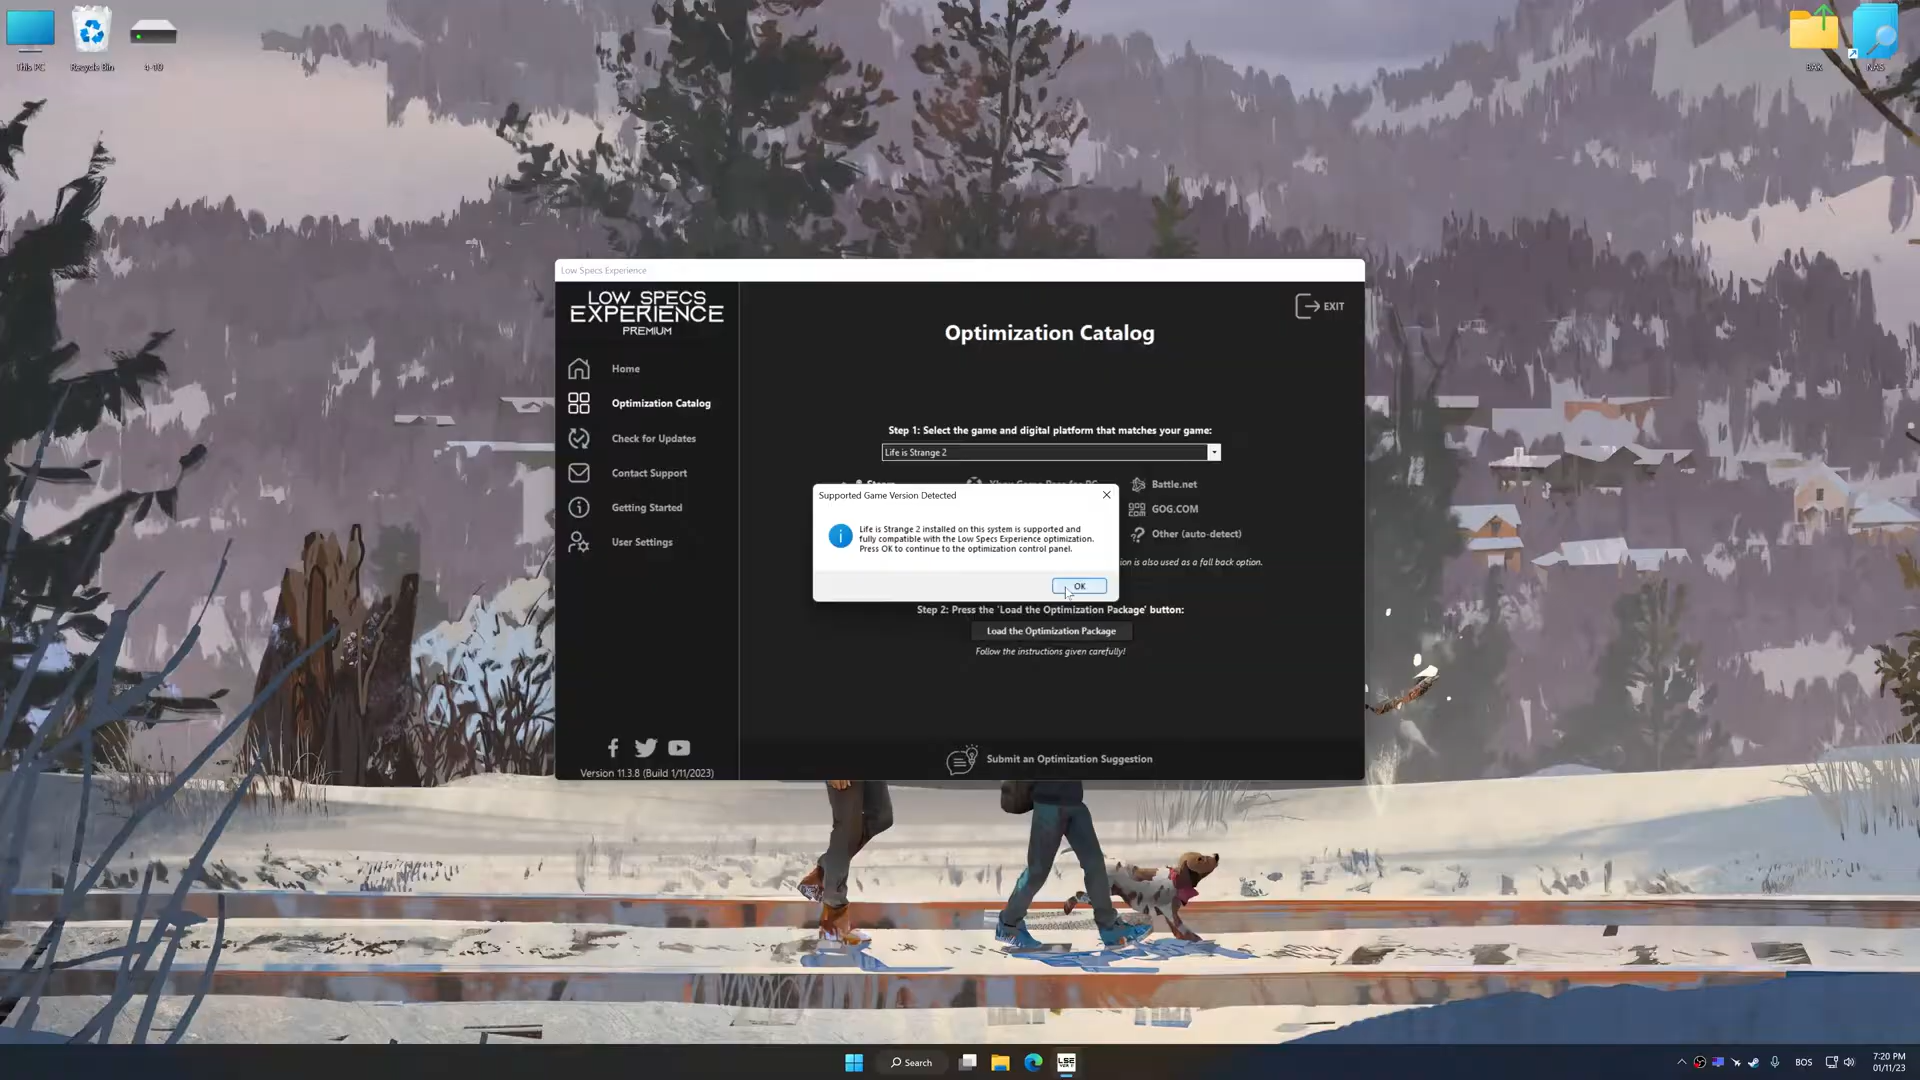 This PC
Recycle Bin
BAK
NAS
Low Specs Experience
LOW SPECS
EXPERIENCE
PREMIUM
EXIT
Optimization Catalog
Home
Optimization Catalog
Check for Updates
Contact Support
Getting Started
User Settings
Step 1: Select the game and digital platform that matches your game:
Life is Strange 2
Battle.net
GOG.COM
Other (auto-detect)
ion is also used as a fall back option.
Supported Game Version Detected
Life is Strange 2 installed on this system is supported and
fully compatible with the Low Specs Experience optimization.
Press OK to continue to the optimization control panel.
OK
Step 2: Press the 'Load the Optimization Package' button:
Load the Optimization Package
Follow the instructions given carefully!
Submit an Optimization Suggestion
Version 11.3.8 (Build 1/11/2023)
Search
LSE
BOS
7:20 PM
01/11/23